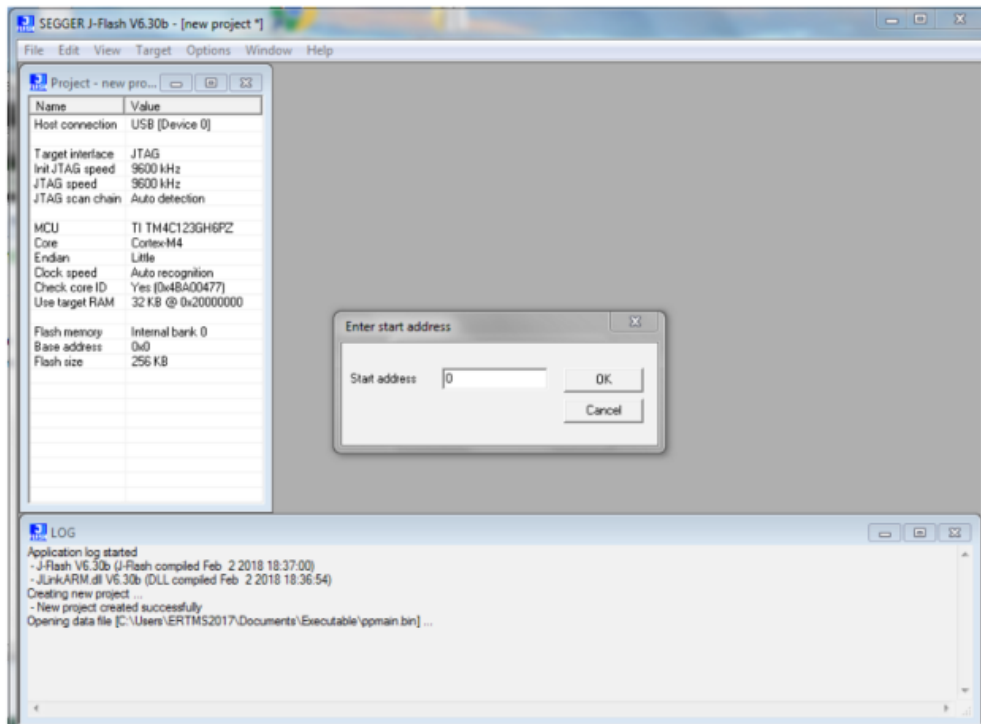 SEGGER J-Flash V6.30b - [new project *]
File Edit View Target Options Window Help
Project - new pro...
Name Value
Host connection USB [Device 0]
Target interface JTAG
Init JTAG speed 9600 kHz
JTAG speed 9600 kHz
JTAG scan chain Auto detection
MCU TI TM4C123GH6PZ
Core Cortex-M4
Endian Little
Clock speed Auto recognition
Check core ID Yes (0x4BA00477)
Use target RAM 32 KB @ 0x20000000
Flash memory Internal bank 0
Base address 0x0
Flash size 256 KB
Enter start address
Start address 0 OK
Cancel
LOG
Application log started
- J-Flash V6.30b (J-Flash compiled Feb 2 2018 18:37:00)
- JLinkARM.dll V6.30b (DLL compiled Feb 2 2018 18:36:54)
Creating new project ...
- New project created successfully
Opening data file [C:\Users\ERTMS2017\Documents\Executable\ppmain.bin] ...